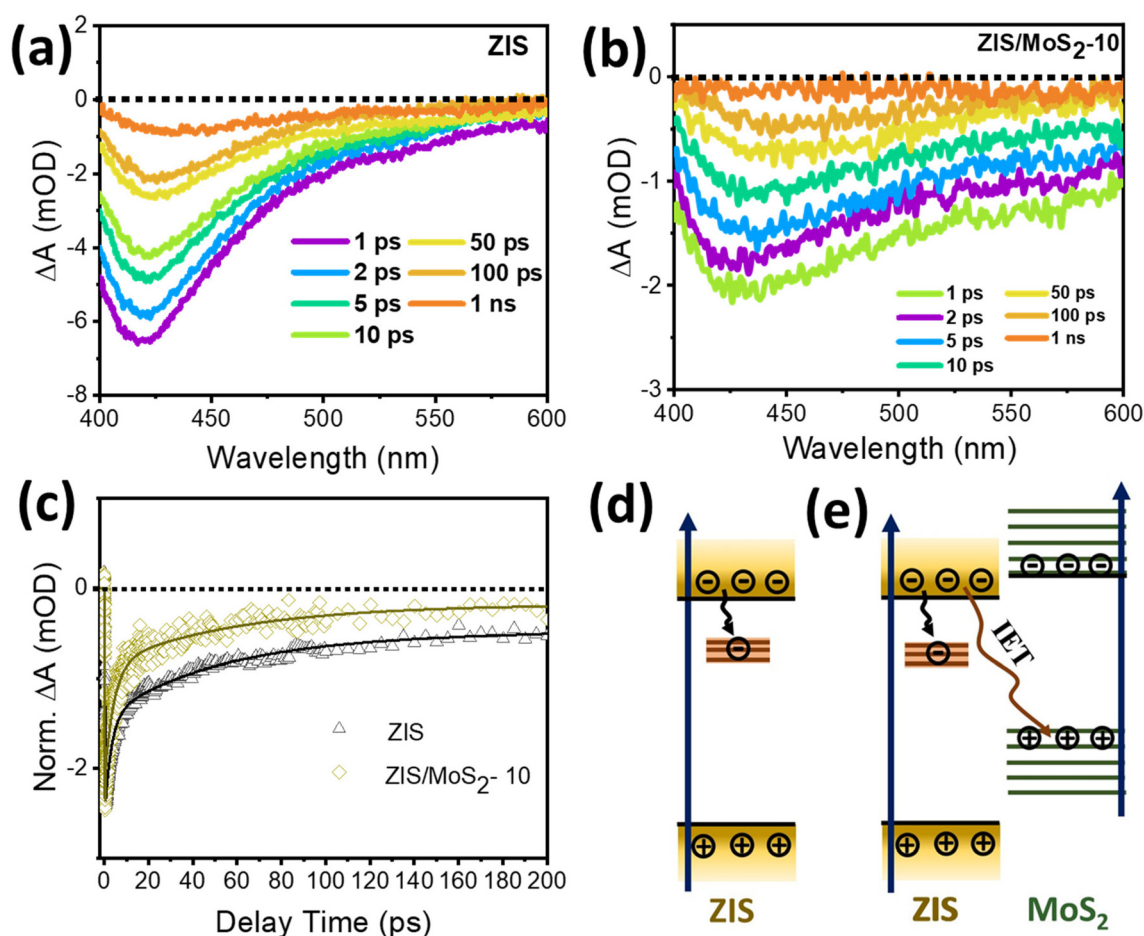 (a)
ZIS
2
0
-2
-4
-6
-8
ΔA (mOD)
1 ps
2 ps
5 ps
10 ps
50 ps
100 ps
1 ns
400 450 500 550 600
Wavelength (nm)
(b)
ZIS/MoS₂-10
0
-1
-2
-3
ΔA (mOD)
1 ps
2 ps
5 ps
10 ps
50 ps
100 ps
1 ns
400 450 500 550 600
Wavelength (nm)
(c)
0
-2
Norm. ΔA (mOD)
ZIS
ZIS/MoS₂- 10
0 20 40 60 80 100 120 140 160 180 200
Delay Time (ps)
(d)
ZIS
(e)
IET
ZIS
MoS₂